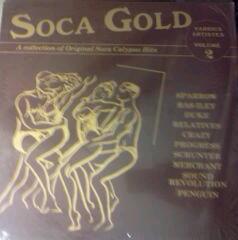 SOCA GOLD
VARIOUS
ARTISTES
VOLUME
2
A collection of Original Soca Calypso Hits
SPARROW
RAS-ILEY
DUKE
RELATIVES
CRAZY
PROGRESS
SCRUNTER
MERCHANT
SOUND
REVOLUTION
PENGUIN